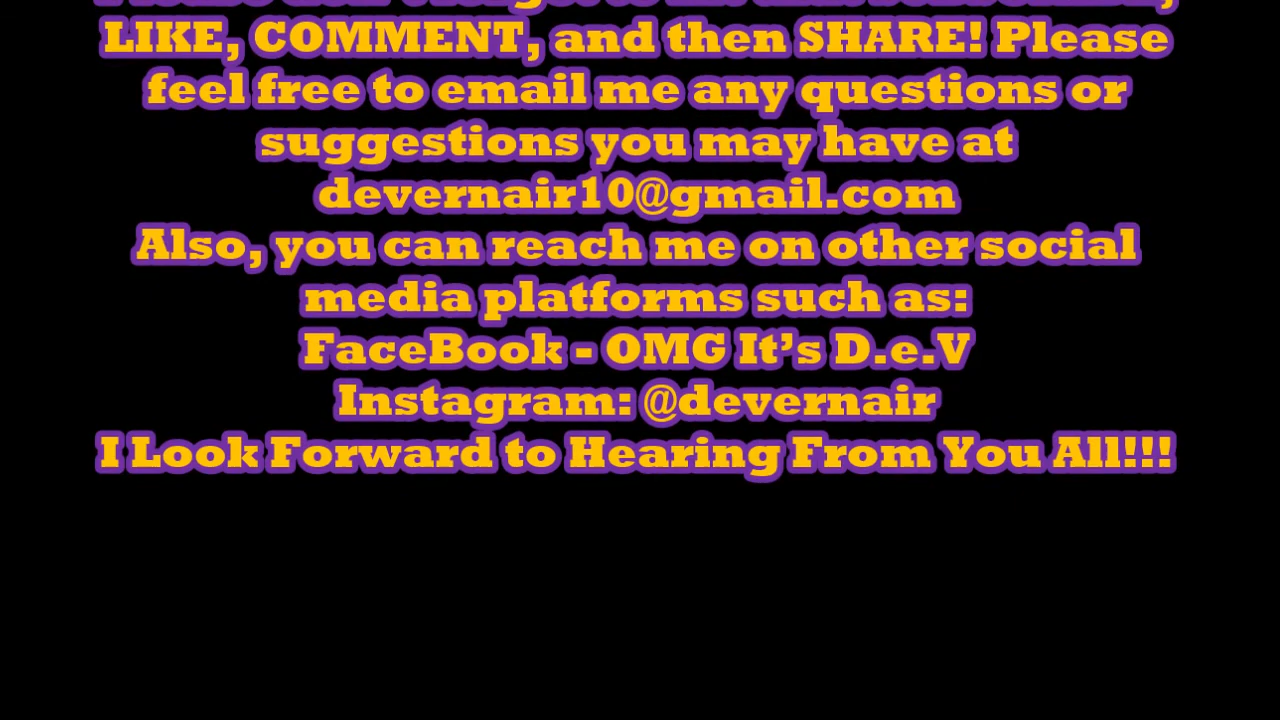 LIKE, COMMENT, and then SHARE! Please
feel free to email me any questions or
suggestions you may have at
devernair10@gmail.com
Also, you can reach me on other social
media platforms such as:
FaceBook - OMG It’s D.e.V
Instagram: @devernair
I Look Forward to Hearing From You All!!!